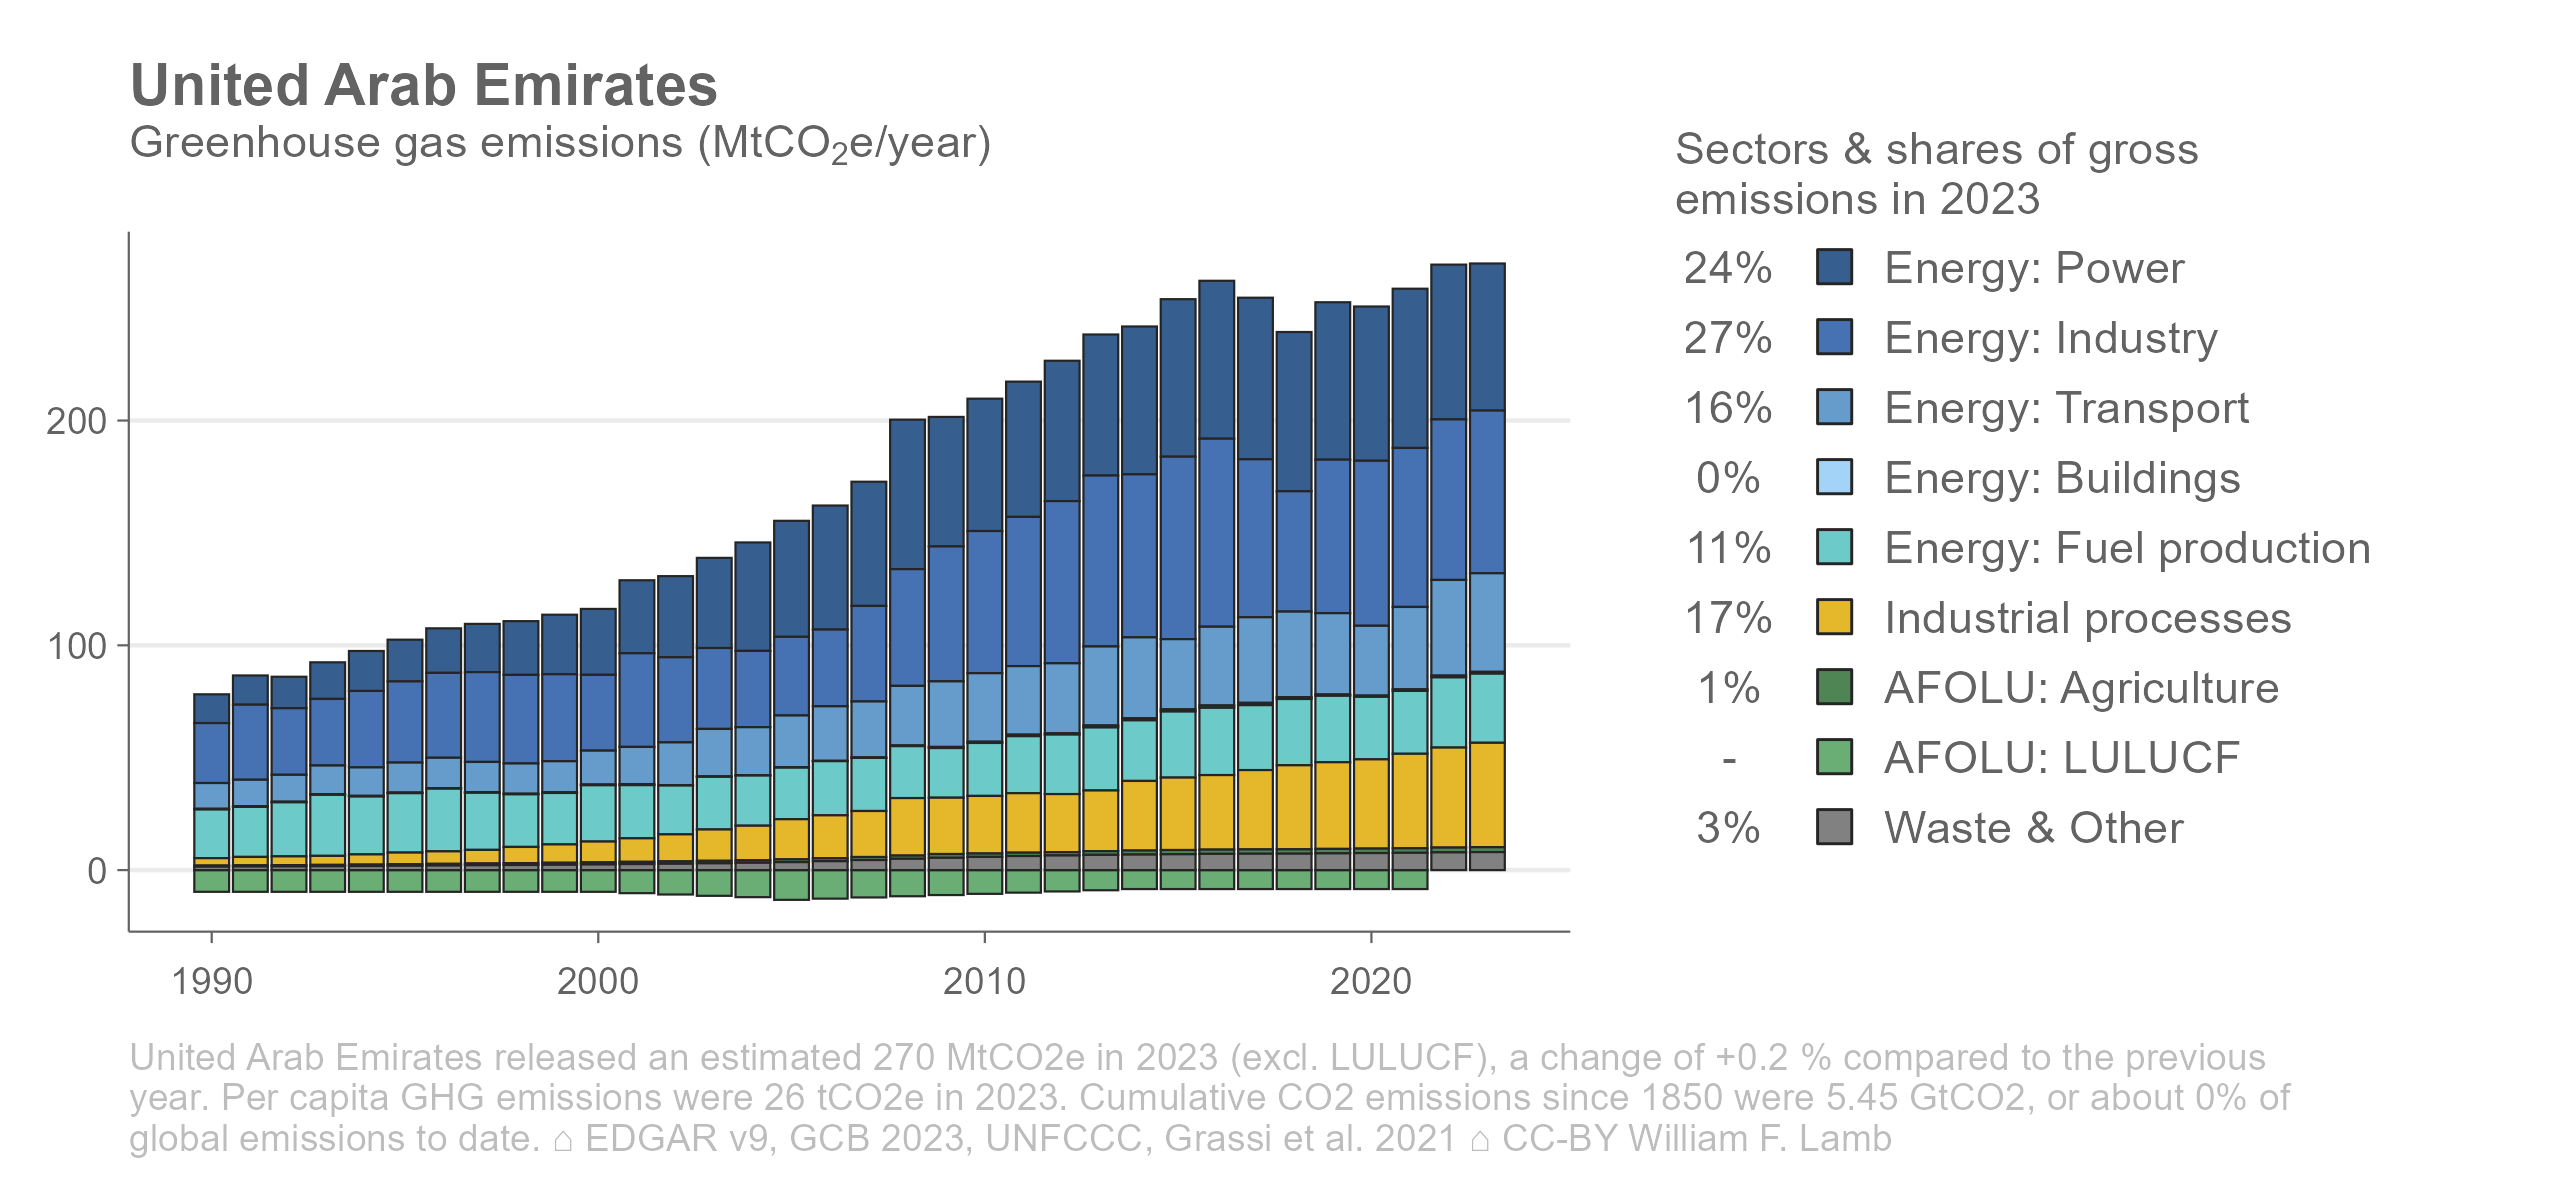 United Arab Emirates
Greenhouse gas emissions (MtCO₂e/year)
Sectors & shares of gross
emissions in 2023
24% Energy: Power
27% Energy: Industry
16% Energy: Transport
0% Energy: Buildings
11% Energy: Fuel production
17% Industrial processes
1% AFOLU: Agriculture
- AFOLU: LULUCF
3% Waste & Other
200
100
0
1990 2000 2010 2020
United Arab Emirates released an estimated 270 MtCO2e in 2023 (excl. LULUCF), a change of +0.2 % compared to the previous
year. Per capita GHG emissions were 26 tCO2e in 2023. Cumulative CO2 emissions since 1850 were 5.45 GtCO2, or about 0% of
global emissions to date. ⌂ EDGAR v9, GCB 2023, UNFCCC, Grassi et al. 2021 ⌂ CC-BY William F. Lamb